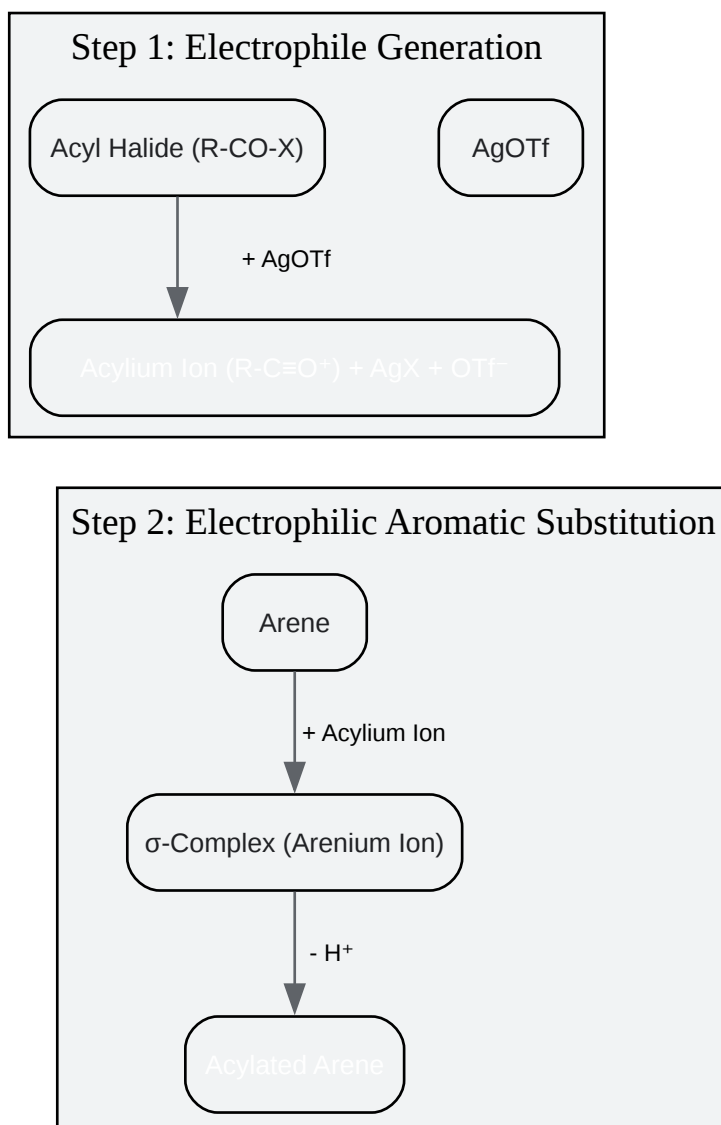 Step 1: Electrophile Generation
Acyl Halide (R-CO-X)
AgOTf
+ AgOTf
Acylium Ion (R-C≡O⁺) + AgX + OTf⁻
Step 2: Electrophilic Aromatic Substitution
Arene
+ Acylium Ion
σ-Complex (Arenium Ion)
- H⁺
Acylated Arene